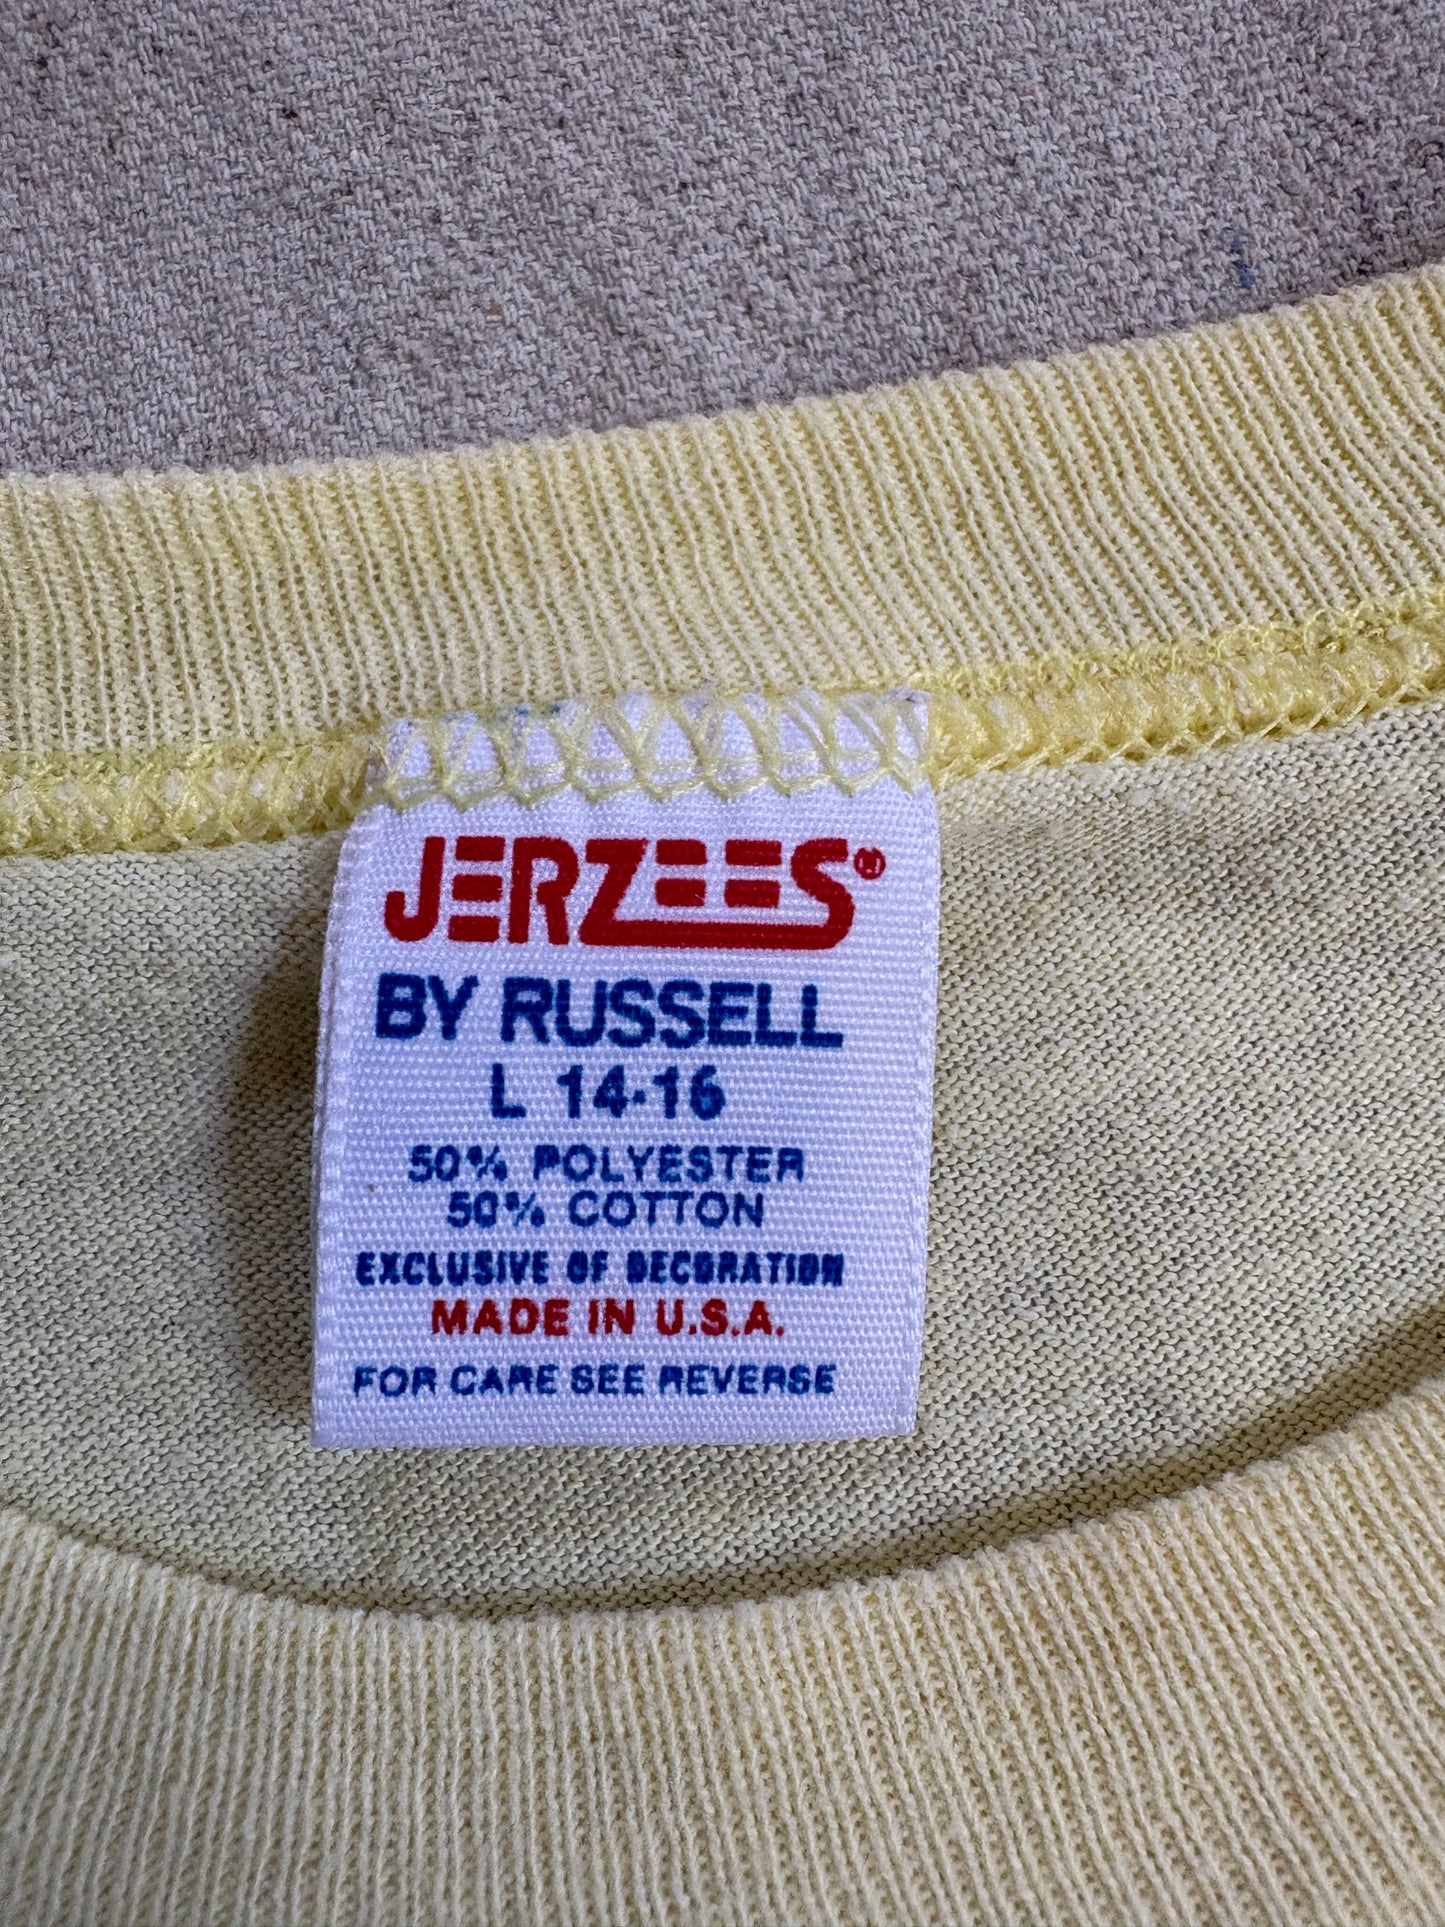 JERZEES®
BY RUSSELL
L 14-16
50% POLYESTER
50% COTTON
EXCLUSIVE OF DECORATION
MADE IN U.S.A.
FOR CARE SEE REVERSE